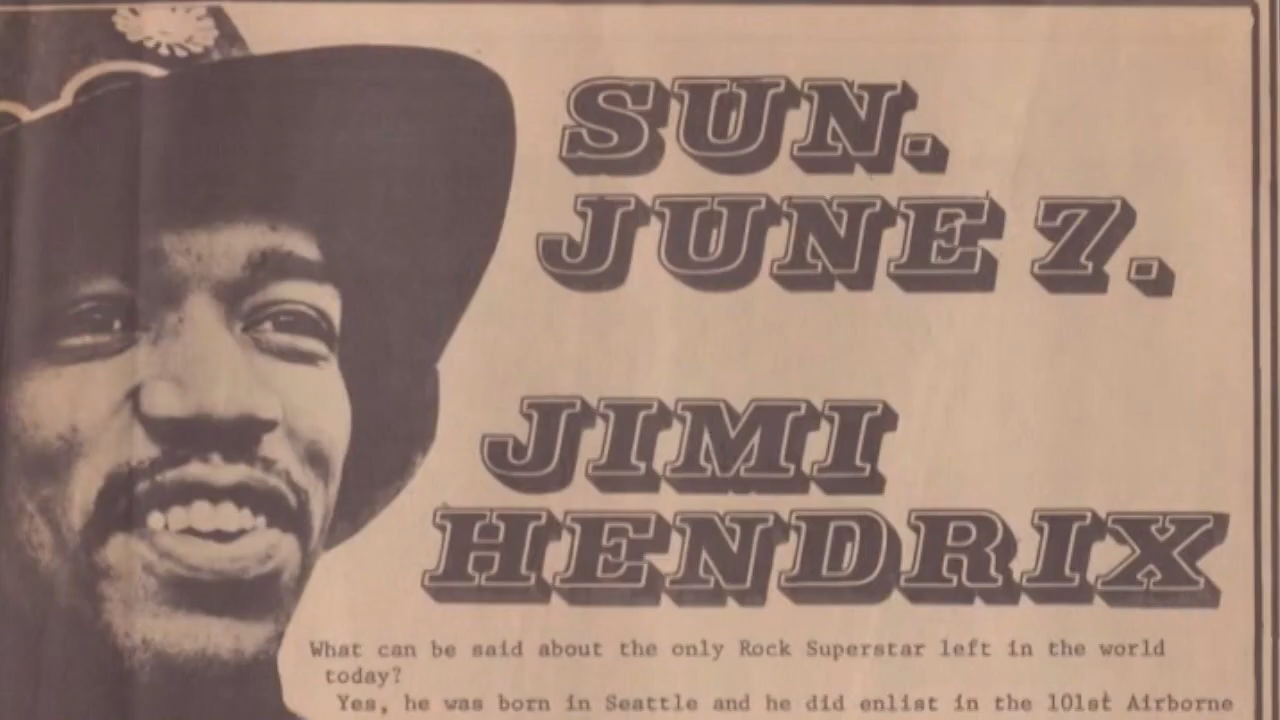 SUN.
JUNE 7.
JIMI
HENDRIX
What can be said about the only Rock Superstar left in the world
today?
Yes, he was born in Seattle and he did enlist in the 101st Airborne